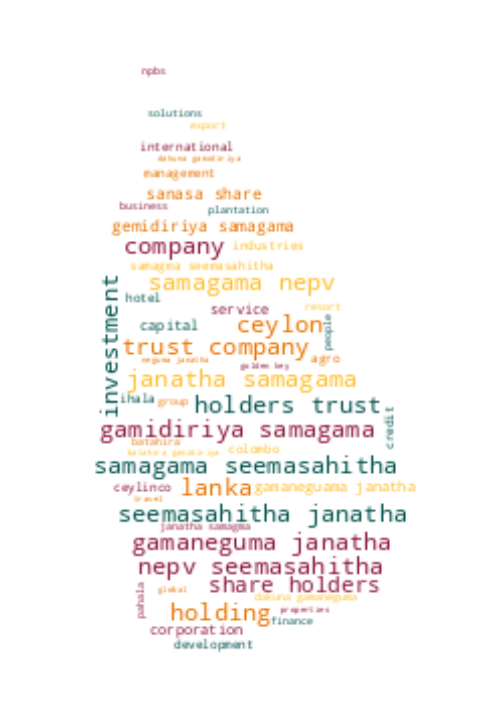 npbs
solutions
export
international
dakuna gamidiriya
management
sanasa share
business
plantation
gemidiriya samagama
company
industries
samagma seemasahitha
samagama nepv
investment
hotel
service
resort
capital
ceylon
people
trust company
neguma janatha
agro
golden key
janatha samagama
ihala
group
holders trust
credit
gamidiriya samagama
batahira
batahira gamidiriya
colombo
samagama seemasahitha
ceylinco
lanka
gamaneguama janatha
travel
seemasahitha janatha
janatha samagma
gamaneguma janatha
nepv seemasahitha
share holders
pahala
global
dakuna gamaneguma
holding
properties
finance
corporation
development